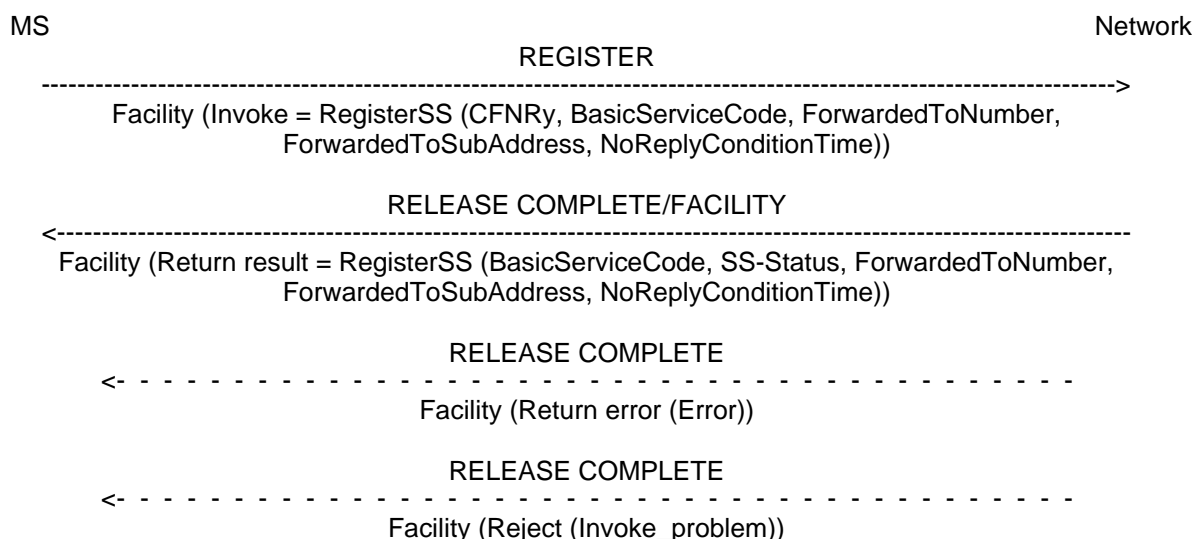 MS Network
REGISTER
Facility (Invoke = RegisterSS (CFNRy, BasicServiceCode, ForwardedToNumber,
ForwardedToSubAddress, NoReplyConditionTime))
RELEASE COMPLETE/FACILITY
Facility (Return result = RegisterSS (BasicServiceCode, SS-Status, ForwardedToNumber,
ForwardedToSubAddress, NoReplyConditionTime))
RELEASE COMPLETE
Facility (Return error (Error))
RELEASE COMPLETE
Facility (Reject (Invoke_problem))